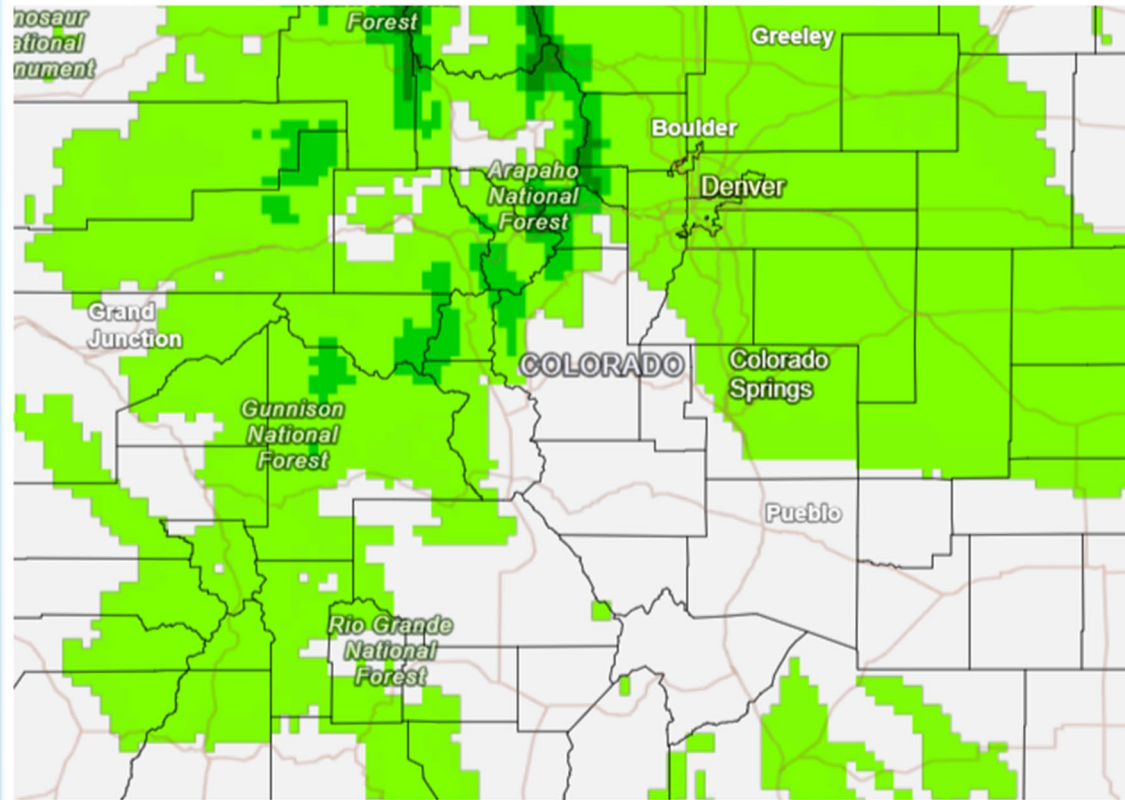 nosaur
ational
nument
Forest
Greeley
Boulder
Arapaho
National
Forest
Denver
Grand
Junction
COLORADO
Colorado
Springs
Gunnison
National
Forest
Pueblo
Rio Grande
National
Forest